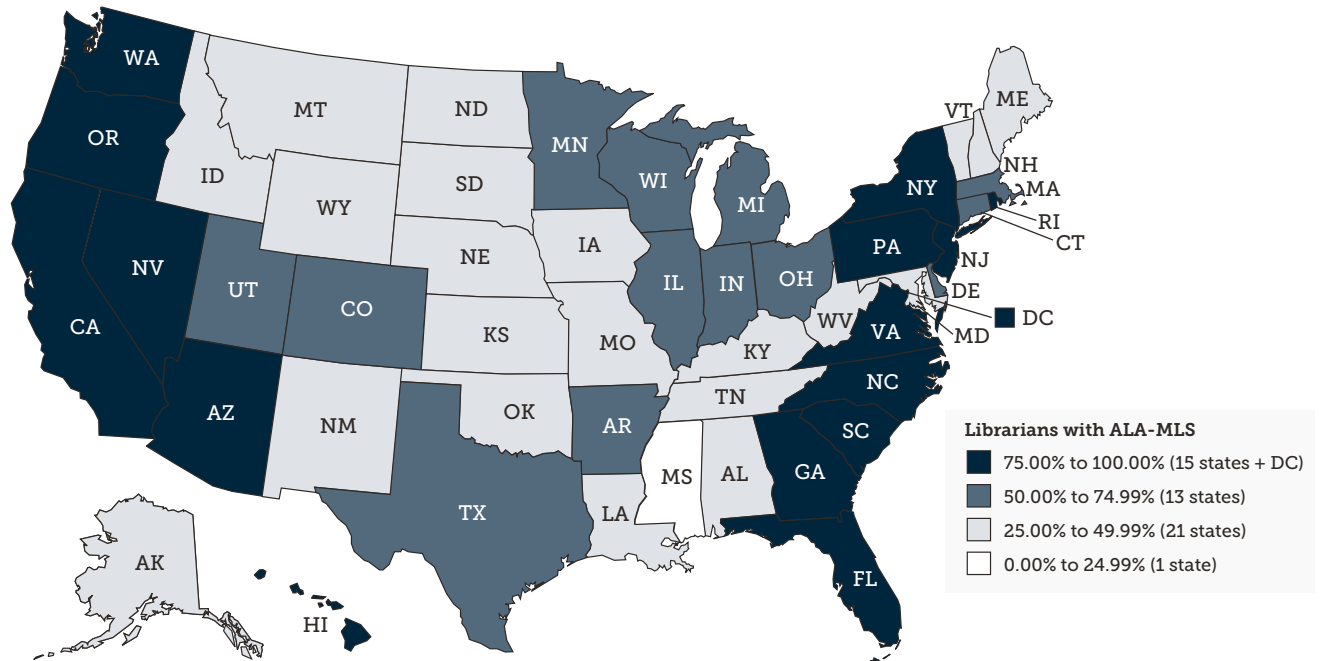 WA
OR
CA
NV
ID
MT
WY
UT
CO
AZ
NM
ND
SD
NE
KS
OK
TX
MN
IA
MO
AR
LA
WI
IL
MI
IN
OH
KY
TN
MS
AL
GA
FL
SC
NC
VA
WV
PA
NY
VT
ME
NH
MA
RI
CT
NJ
DE
DC
MD
AK
HI
Librarians with ALA-MLS
75.00% to 100.00% (15 states + DC)
50.00% to 74.99% (13 states)
25.00% to 49.99% (21 states)
0.00% to 24.99% (1 state)